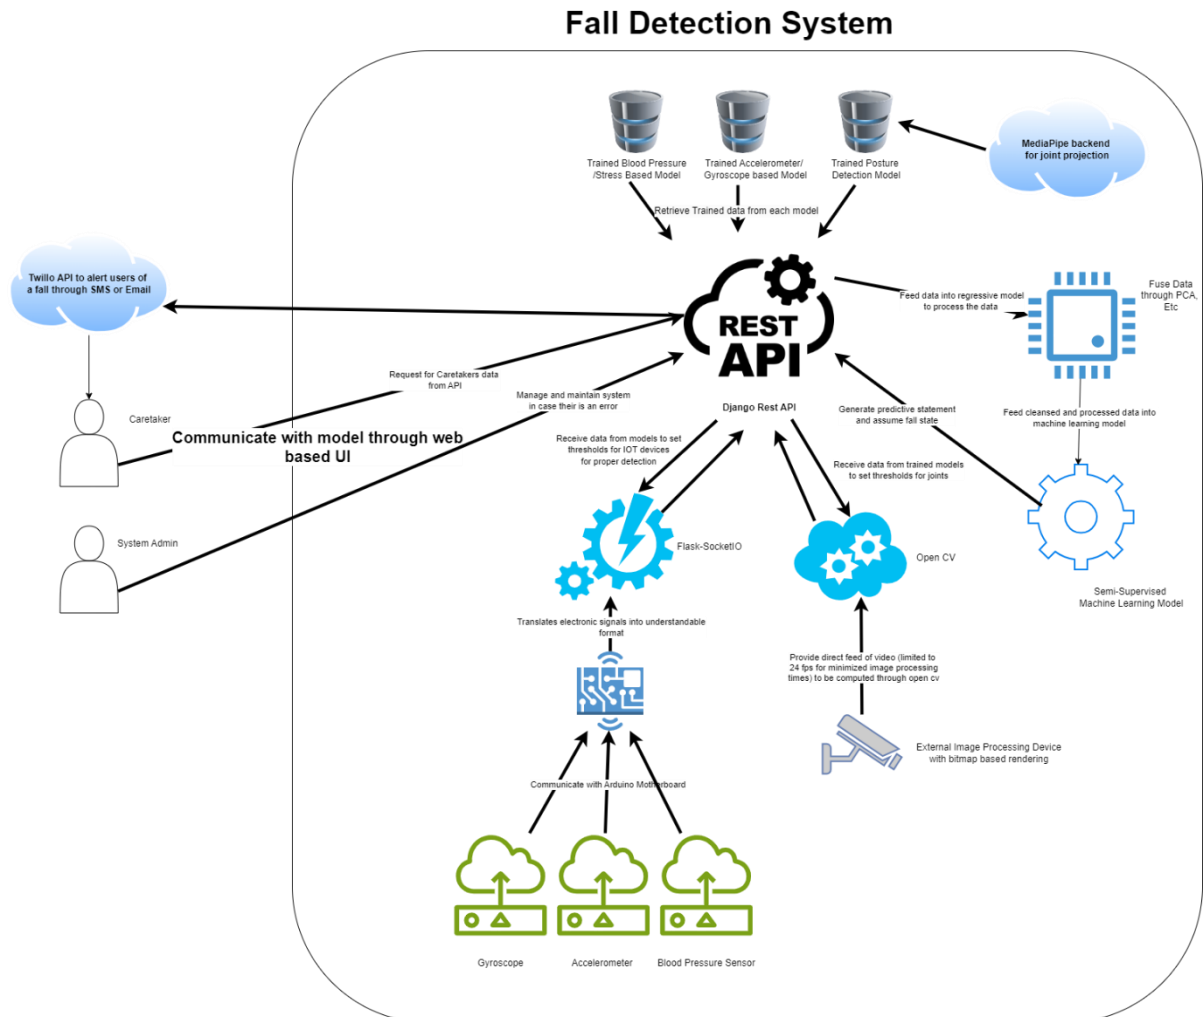 Fall Detection System
Trained Blood Pressure
/Stress Based Model
Trained Accelerometer/
Gyroscope based Model
Trained Posture
Detection Model
MediaPipe backend
for joint projection
Retrieve Trained data from each model
Twillo API to alert users of
a fall through SMS or Email
REST
API
Feed data into regressive model
to process the data
Fuse Data
through PCA,
Etc
Request for Caretakers data
from API
Manage and maintain system
in case their is an error
Django Rest API
Generate predictive statement
and assume fall state
Feed cleansed and processed data into
machine learning model
Caretaker
Communicate with model through web
based UI
Receive data from models to set
thresholds for IOT devices
for proper detection
Receive data from trained models
to set thresholds for joints
System Admin
Flask-SocketIO
Open CV
Semi-Supervised
Machine Learning Model
Translates electronic signals into understandable
format
Provide direct feed of video (limited to
24 fps for minimized image processing
times) to be computed through open cv
External Image Processing Device
with bitmap based rendering
Communicate with Arduino Motherboard
Gyroscope
Accelerometer
Blood Pressure Sensor